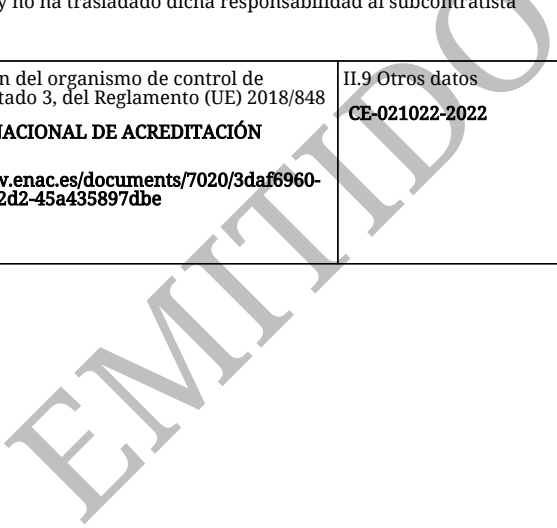 y no ha trasladado dicha responsabilidad al subcontratista
n del organismo de control de
tado 3, del Reglamento (UE) 2018/848
NACIONAL DE ACREDITACIÓN
w.enac.es/documents/7020/3daf6960-
2d2-45a435897dbe
II.9 Otros datos
CE-021022-2022
EMITIDO